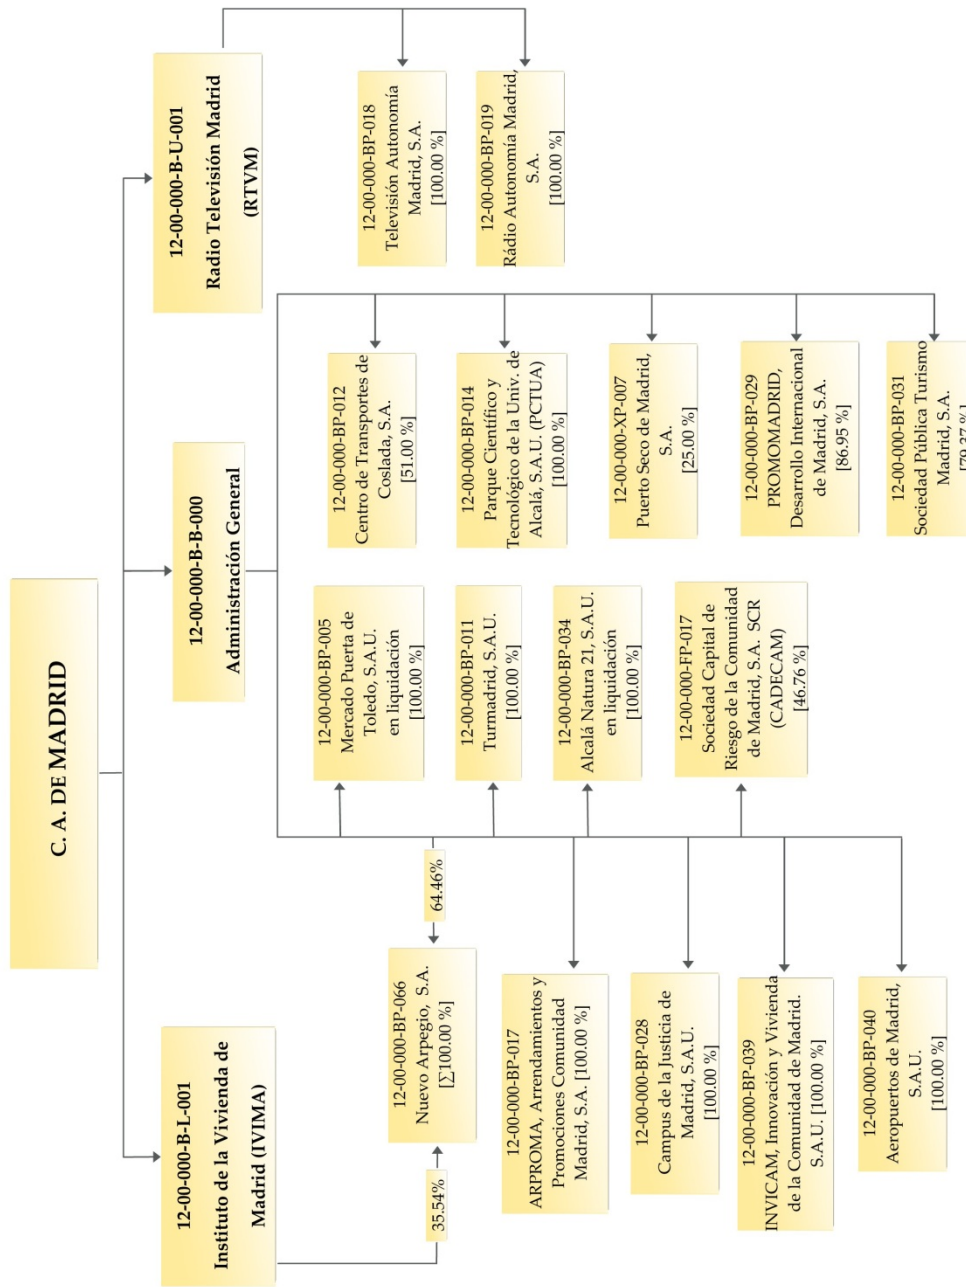 C. A. DE MADRID
12-00-000-B-L-001
Instituto de la Vivienda de
Madrid (IVIMA)
12-00-000-B-B-000
Administración General
12-00-000-B-U-001
Radio Televisión Madrid
(RTVM)
35.54%
12-00-000-BP-066
Nuevo Arpegio, S.A.
[∑100.00 %]
64.46%
12-00-000-BP-017
ARPROMA, Arrendamientos y
Promociones Comunidad
Madrid, S.A. [100.00 %]
12-00-000-BP-028
Campus de la Justicia de
Madrid, S.A.U.
[100.00 %]
12-00-000-BP-039
INVICAM, Innovación y Vivienda
de la Comunidad de Madrid.
S.A.U. [100.00 %]
12-00-000-BP-040
Aeropuertos de Madrid,
S.A.U.
[100.00 %]
12-00-000-BP-005
Mercado Puerta de
Toledo, S.A.U.
en liquidación
[100.00 %]
12-00-000-BP-011
Turmadrid, S.A.U.
[100.00 %]
12-00-000-BP-034
Alcalá Natura 21, S.A.U.
en liquidación
[100.00 %]
12-00-000-FP-017
Sociedad Capital de
Riesgo de la Comunidad
de Madrid, S.A. SCR
(CADECAM)
[46.76 %]
12-00-000-BP-012
Centro de Transportes de
Coslada, S.A.
[51.00 %]
12-00-000-BP-014
Parque Científico y
Tecnológico de la Univ. de
Alcalá, S.A.U. (PCTUA)
[100.00 %]
12-00-000-XP-007
Puerto Seco de Madrid,
S.A.
[25.00 %]
12-00-000-BP-029
PROMOMADRID,
Desarrollo Internacional
de Madrid, S.A.
[86.95 %]
12-00-000-BP-031
Sociedad Pública Turismo
Madrid, S.A.
[79.37 %]
12-00-000-BP-018
Televisión Autonomía
Madrid, S.A.
[100.00 %]
12-00-000-BP-019
Rádio Autonomía Madrid,
S.A.
[100.00 %]